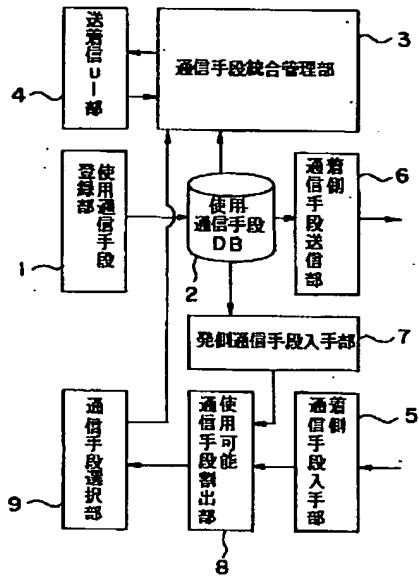 送着信UI部
4
通信手段統合管理部
3
使用通信手段
登録部
1
使用
通信手段
DB
2
着側
通信手段送信部
6
発側通信手段入手部
7
通信手段選択部
9
使用可能
通信手段割出部
8
着側
通信手段入手部
5